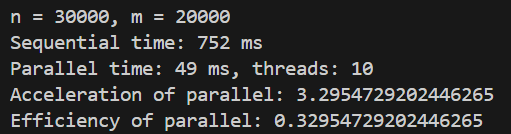 n = 30000, m = 20000
Sequential time: 752 ms
Parallel time: 49 ms, threads: 10
Acceleration of parallel: 3.2954729202446265
Efficiency of parallel: 0.32954729202446265